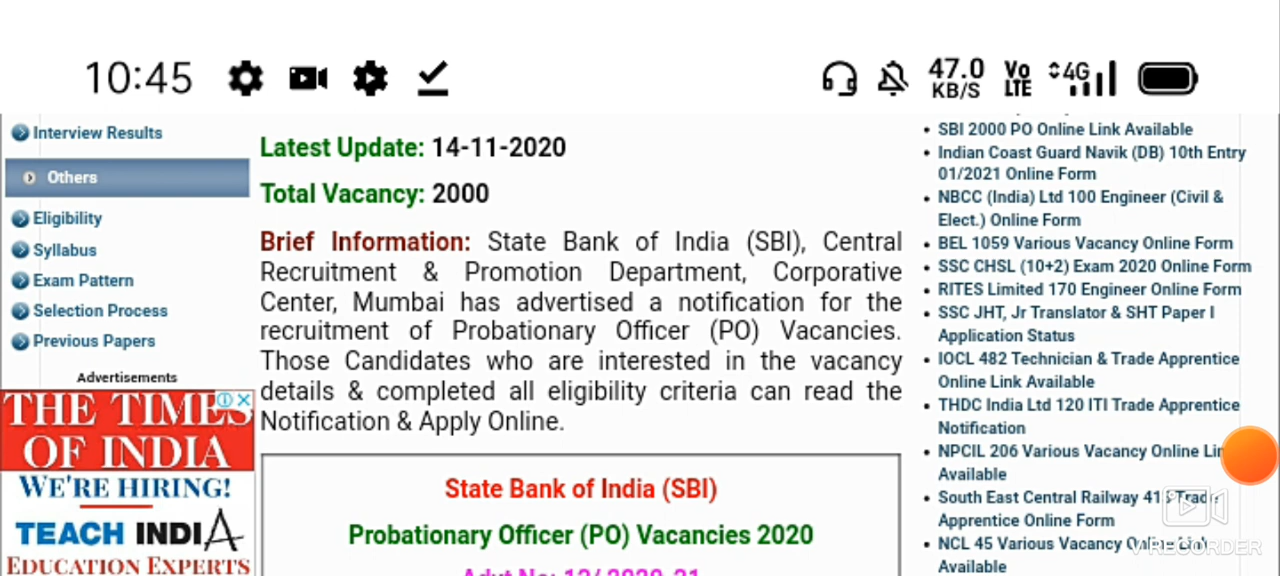 10:45
47.0
KB/S
Vo
LTE
4G
Interview Results
Others
Eligibility
Syllabus
Exam Pattern
Selection Process
Previous Papers
Advertisements
THE TIMES
OF INDIA
WE'RE HIRING!
TEACH INDIA
EDUCATION EXPERTS
Latest Update: 14-11-2020
Total Vacancy: 2000
Brief Information: State Bank of India (SBI), Central
Recruitment & Promotion Department, Corporative
Center, Mumbai has advertised a notification for the
recruitment of Probationary Officer (PO) Vacancies.
Those Candidates who are interested in the vacancy
details & completed all eligibility criteria can read the
Notification & Apply Online.
State Bank of India (SBI)
Probationary Officer (PO) Vacancies 2020
Advt No: 12/2020-21
SBI 2000 PO Online Link Available
Indian Coast Guard Navik (DB) 10th Entry
01/2021 Online Form
NBCC (India) Ltd 100 Engineer (Civil &
Elect.) Online Form
BEL 1059 Various Vacancy Online Form
SSC CHSL (10+2) Exam 2020 Online Form
RITES Limited 170 Engineer Online Form
SSC JHT, Jr Translator & SHT Paper I
Application Status
IOCL 482 Technician & Trade Apprentice
Online Link Available
THDC India Ltd 120 ITI Trade Apprentice
Notification
NPCIL 206 Various Vacancy Online
Available
South East Central Railway Trade
Apprentice Online Form
NCL 45 Various Vacancy Online Link
Available
V RECORDER